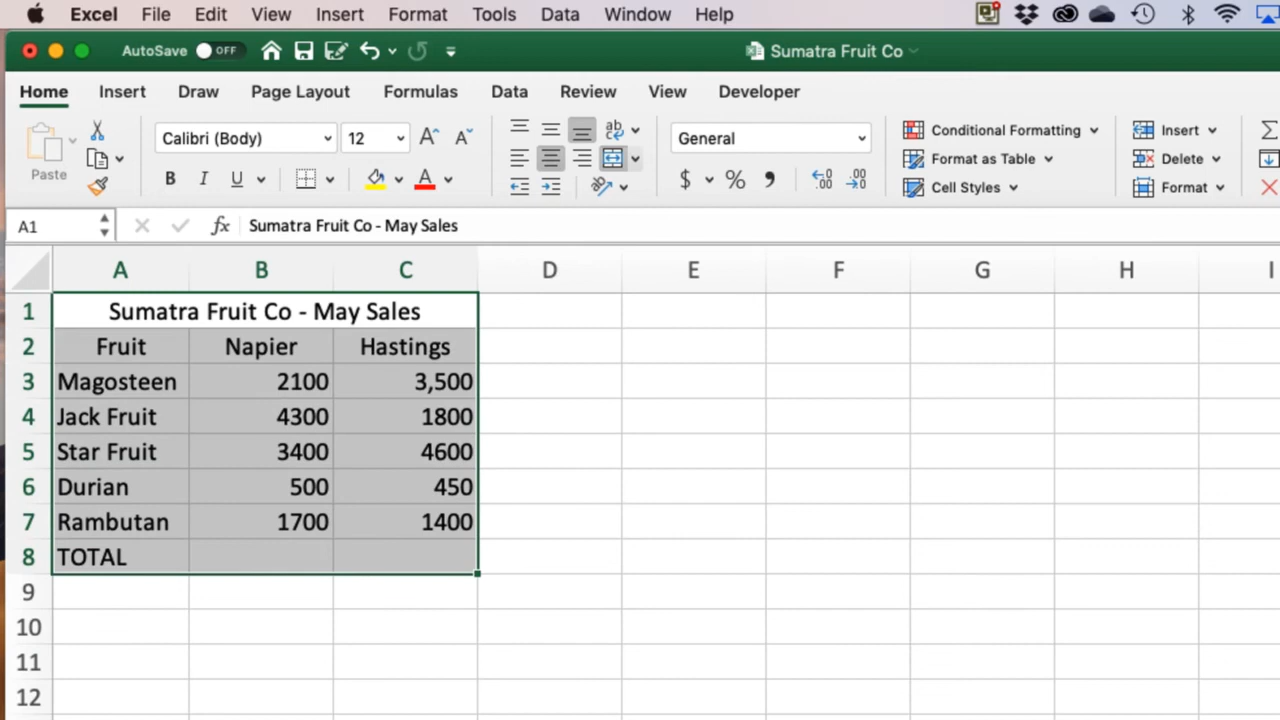 Excel File Edit View Insert Format Tools Data Window Help
AutoSave OFF Sumatra Fruit Co
Home Insert Draw Page Layout Formulas Data Review View Developer
Paste Calibri (Body) 12 A A ab c General Conditional Formatting Insert Σ
Format as Table Delete
B I U A $ % , .00 .00 Cell Styles Format
A1 fx Sumatra Fruit Co - May Sales
A B C D E F G H I
1 Sumatra Fruit Co - May Sales
2 Fruit Napier Hastings
3 Magosteen 2100 3,500
4 Jack Fruit 4300 1800
5 Star Fruit 3400 4600
6 Durian 500 450
7 Rambutan 1700 1400
8 TOTAL
9
10
11
12